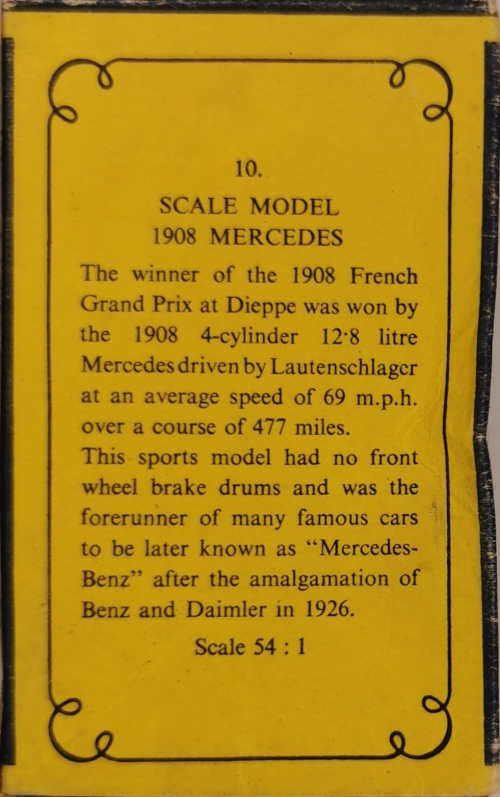 10.
SCALE MODEL
1908 MERCEDES
The winner of the 1908 French
Grand Prix at Dieppe was won by
the 1908 4-cylinder 12·8 litre
Mercedes driven by Lautenschlager
at an average speed of 69 m.p.h.
over a course of 477 miles.
This sports model had no front
wheel brake drums and was the
forerunner of many famous cars
to be later known as “Mercedes-
Benz” after the amalgamation of
Benz and Daimler in 1926.
Scale 54 : 1